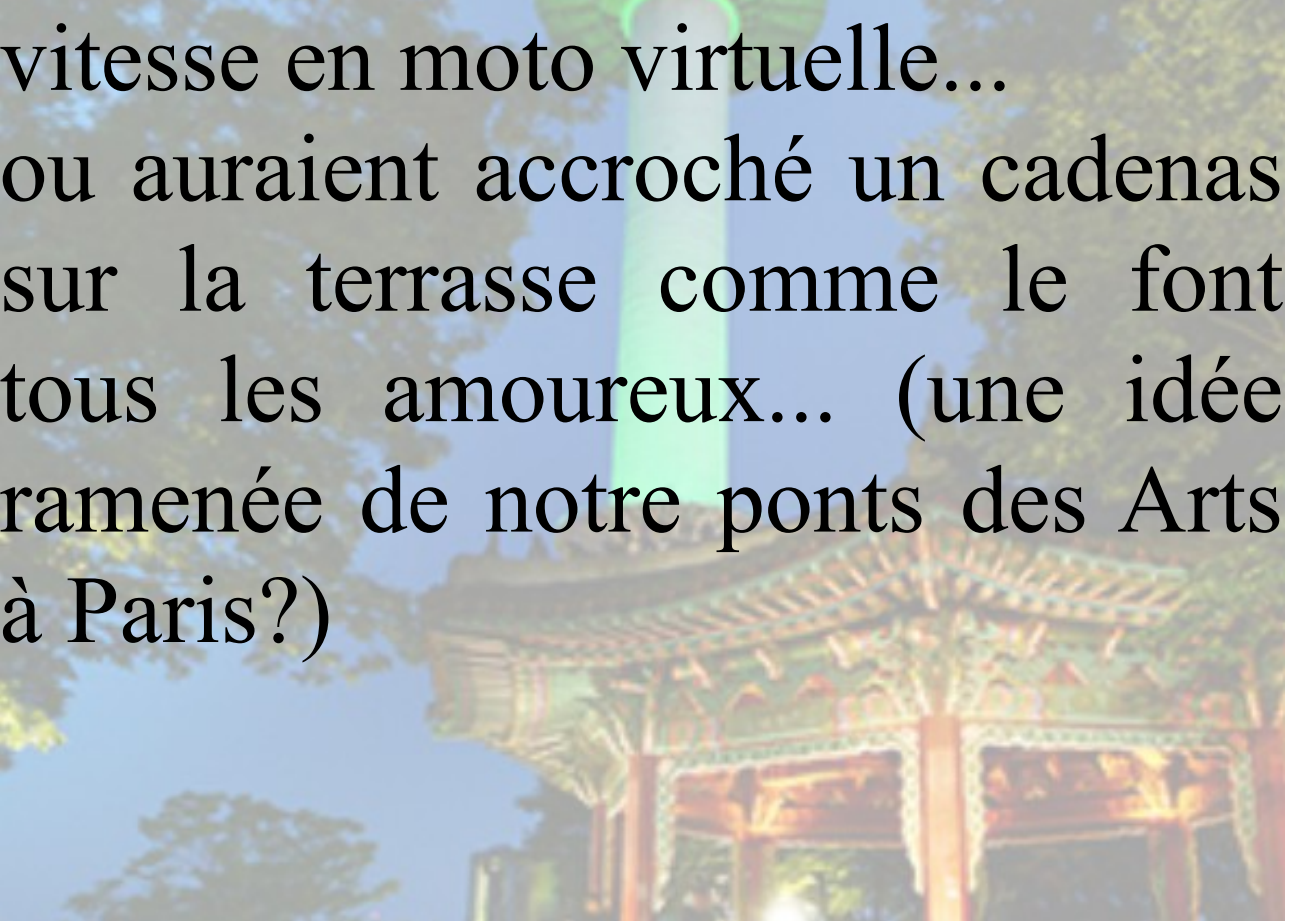 vitesse en moto virtuelle...
ou auraient accroché un cadenas
sur la terrasse comme le font
tous les amoureux... (une idée
ramenée de notre ponts des Arts
à Paris?)